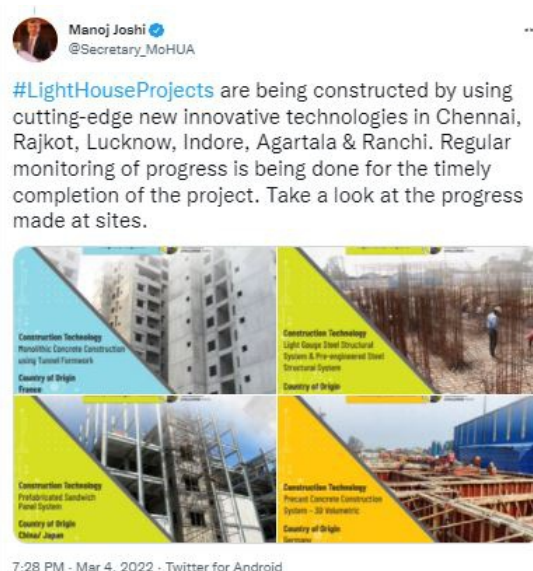 Manoj Joshi
@Secretary_MoHUA
#LightHouseProjects are being constructed by using
cutting-edge new innovative technologies in Chennai,
Rajkot, Lucknow, Indore, Agartala & Ranchi. Regular
monitoring of progress is being done for the timely
completion of the project. Take a look at the progress
made at sites.
Construction Technology
Monolithic Concrete Construction
using Tunnel Formwork
Country of Origin
France
Construction Technology
Light Gauge Steel Structural
System & Pre-engineered Steel
Structural System
Country of Origin
Construction Technology
Prefabricated Sandwich
Panel System
Country of Origin
China/ Japan
Construction Technology
Precast Concrete Construction
System - 3D Volumetric
Country of Origin
Germany
7:28 PM · Mar 4, 2022 · Twitter for Android